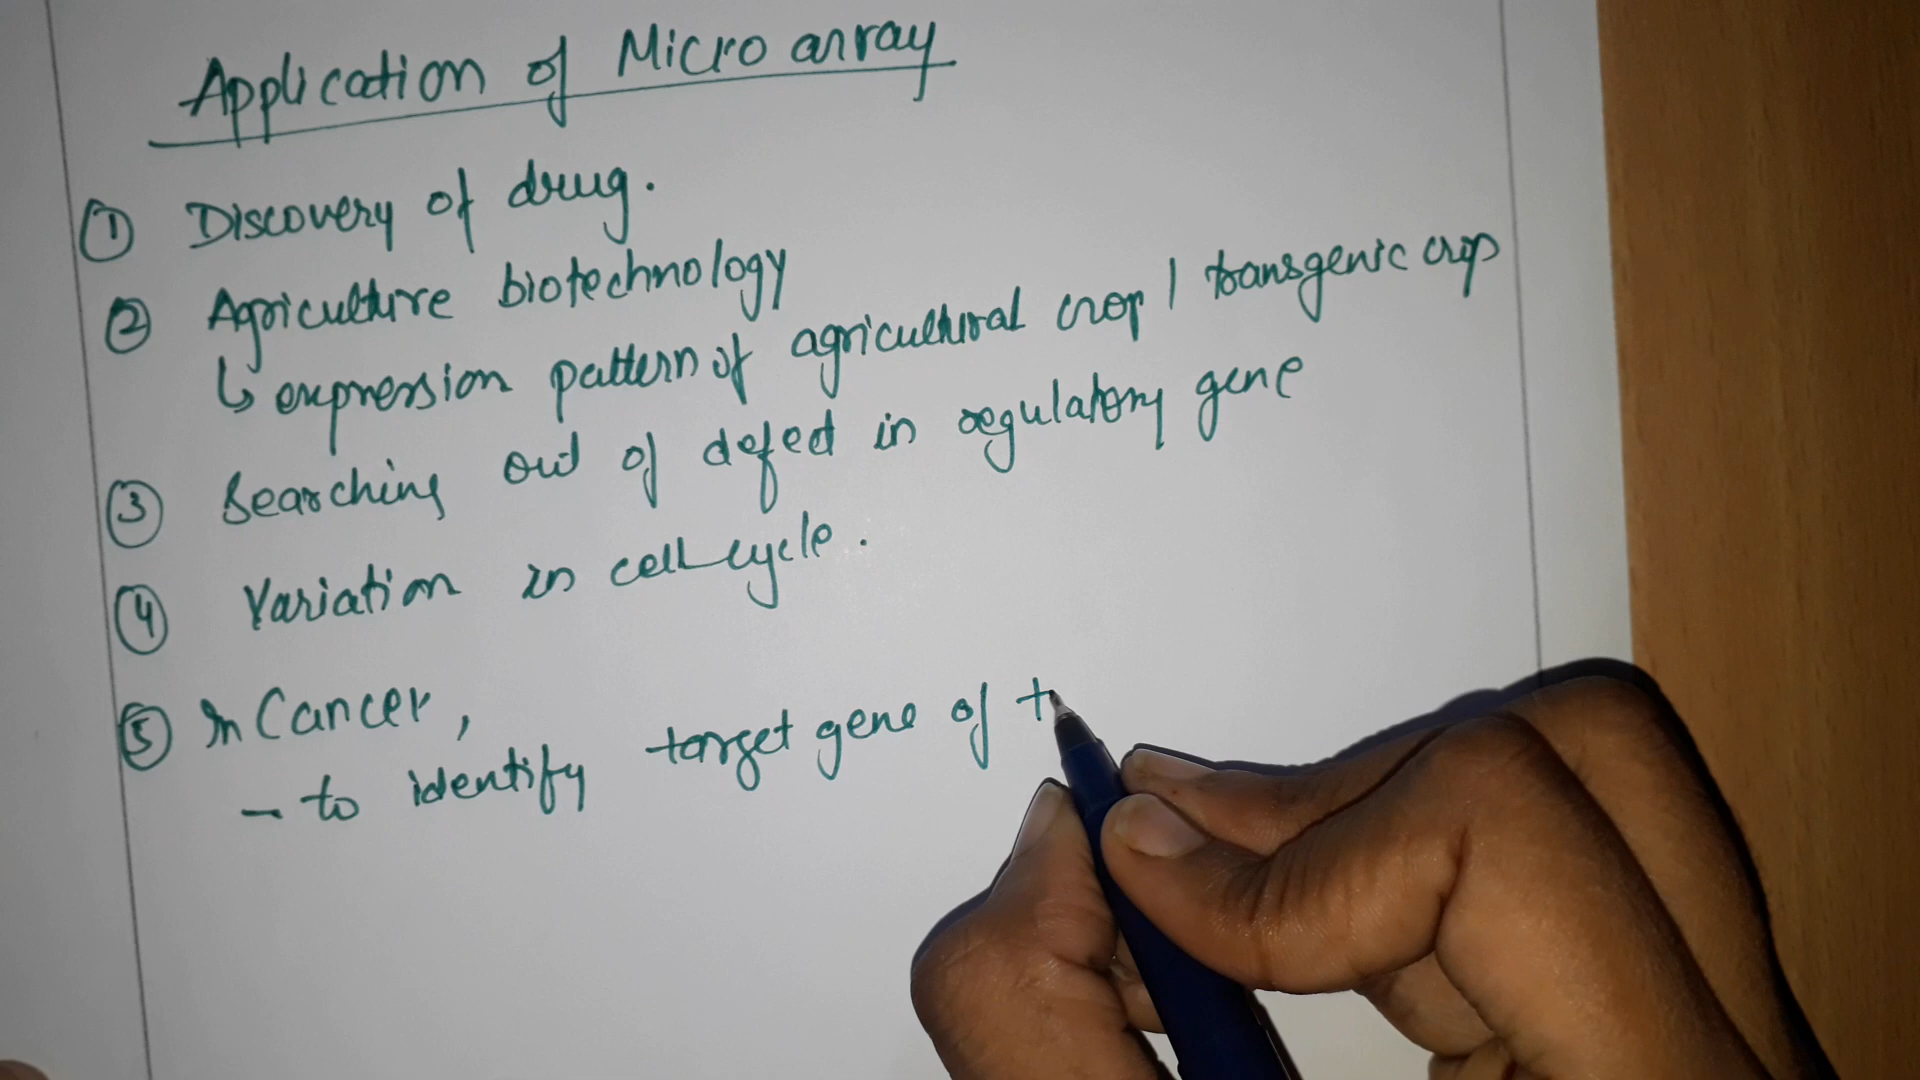 Application of Micro array
① Discovery of drug.
② Agriculture biotechnology
↳ expression pattern of agricultural crop / transgenic crop
③ Searching out of defect in regulatory gene
④ Variation in cell cycle.
⑤ In Cancer,
- to identify target gene of t